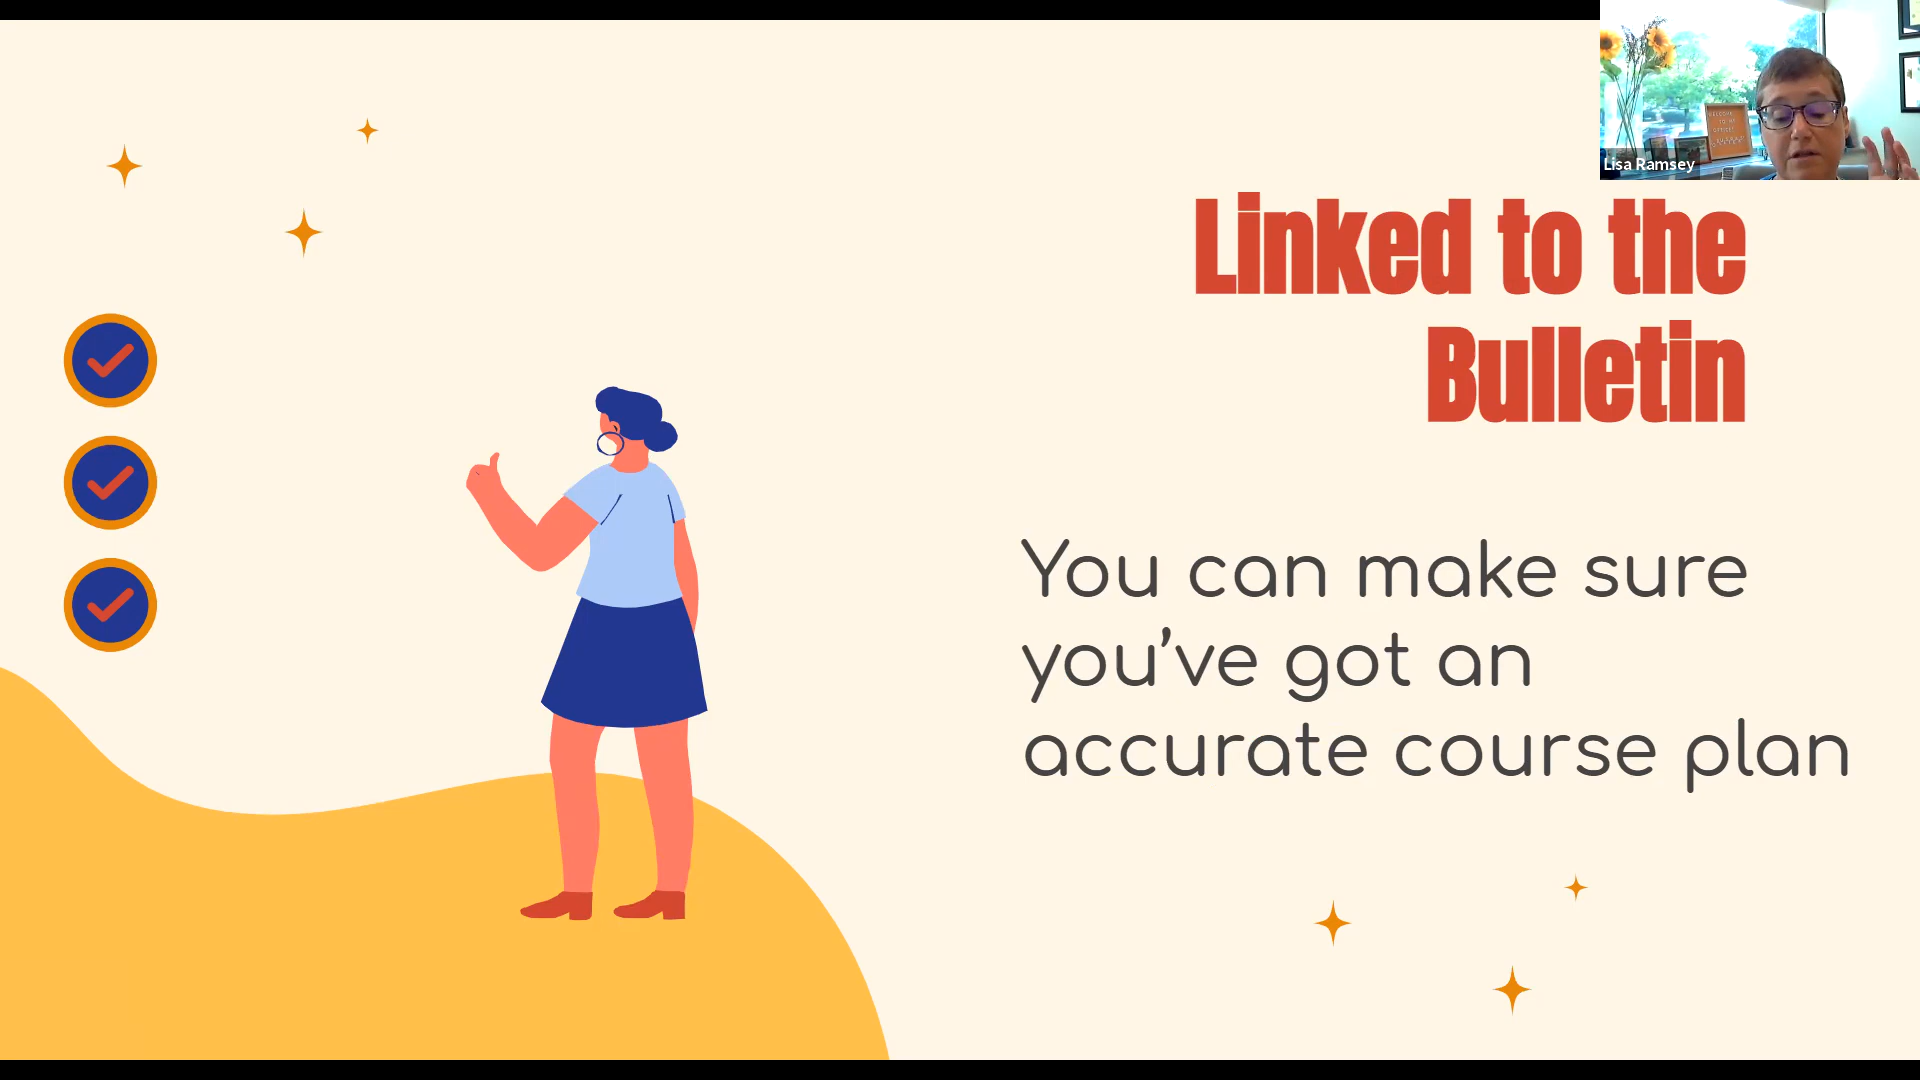 Lisa Ramsey
Linked to the
Bulletin
You can make sure
you’ve got an
accurate course plan